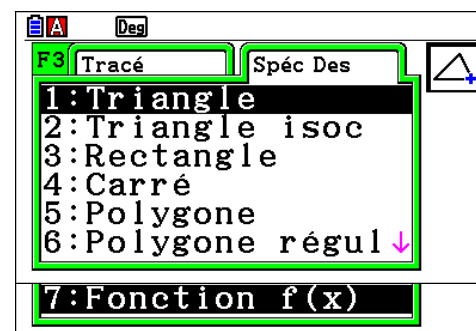 A Deg
F3 Tracé Spéc Des
1:Triangle
2:Triangle isoc
3:Rectangle
4:Carré
5:Polygone
6:Polygone régul↓
7:Fonction f(x)